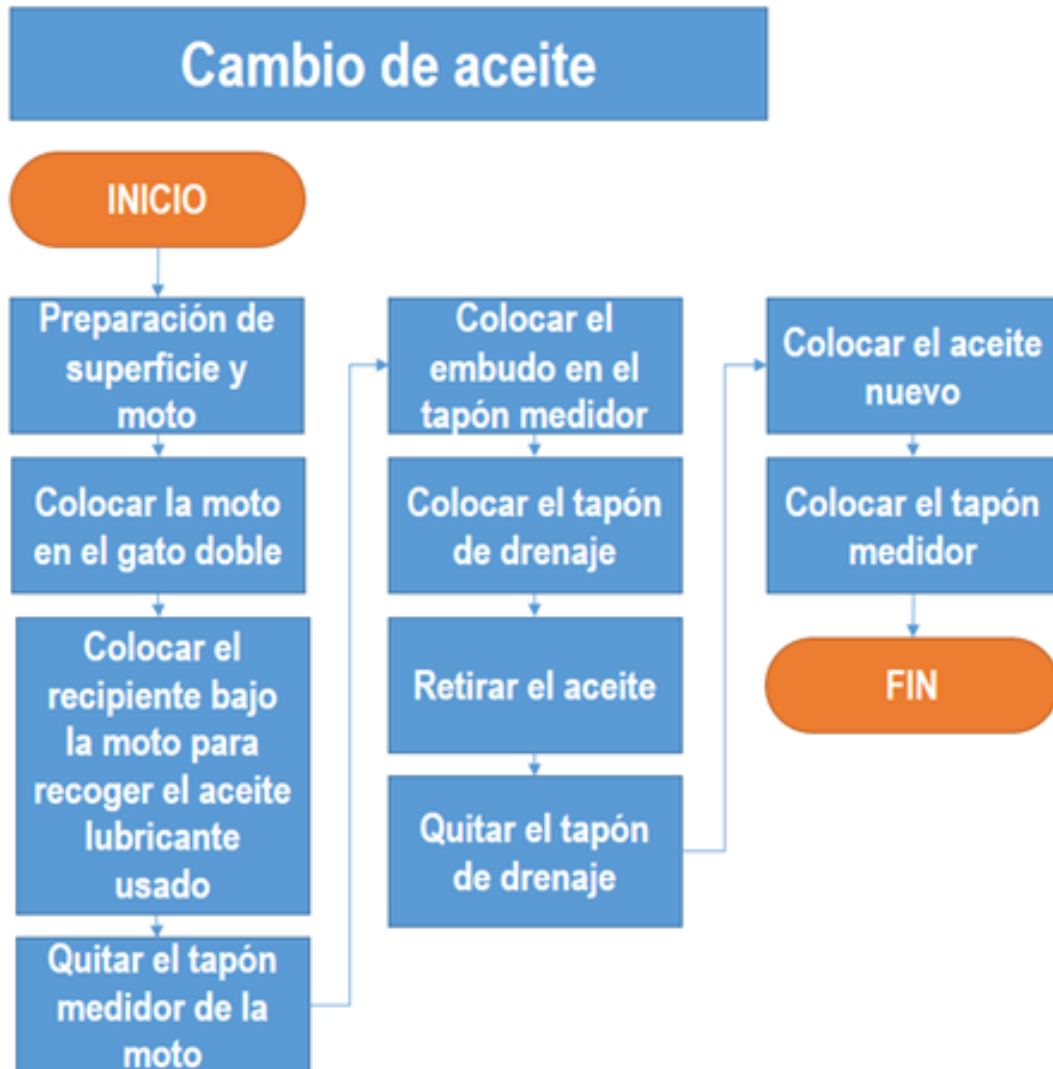 Cambio de aceite
INICIO
Preparación de
superficie y
moto
Colocar la moto
en el gato doble
Colocar el
recipiente bajo
la moto para
recoger el aceite
lubricante
usado
Quitar el tapón
medidor de la
moto
Colocar el
embudo en el
tapón medidor
Colocar el tapón
de drenaje
Retirar el aceite
Quitar el tapón
de drenaje
Colocar el aceite
nuevo
Colocar el tapón
medidor
FIN